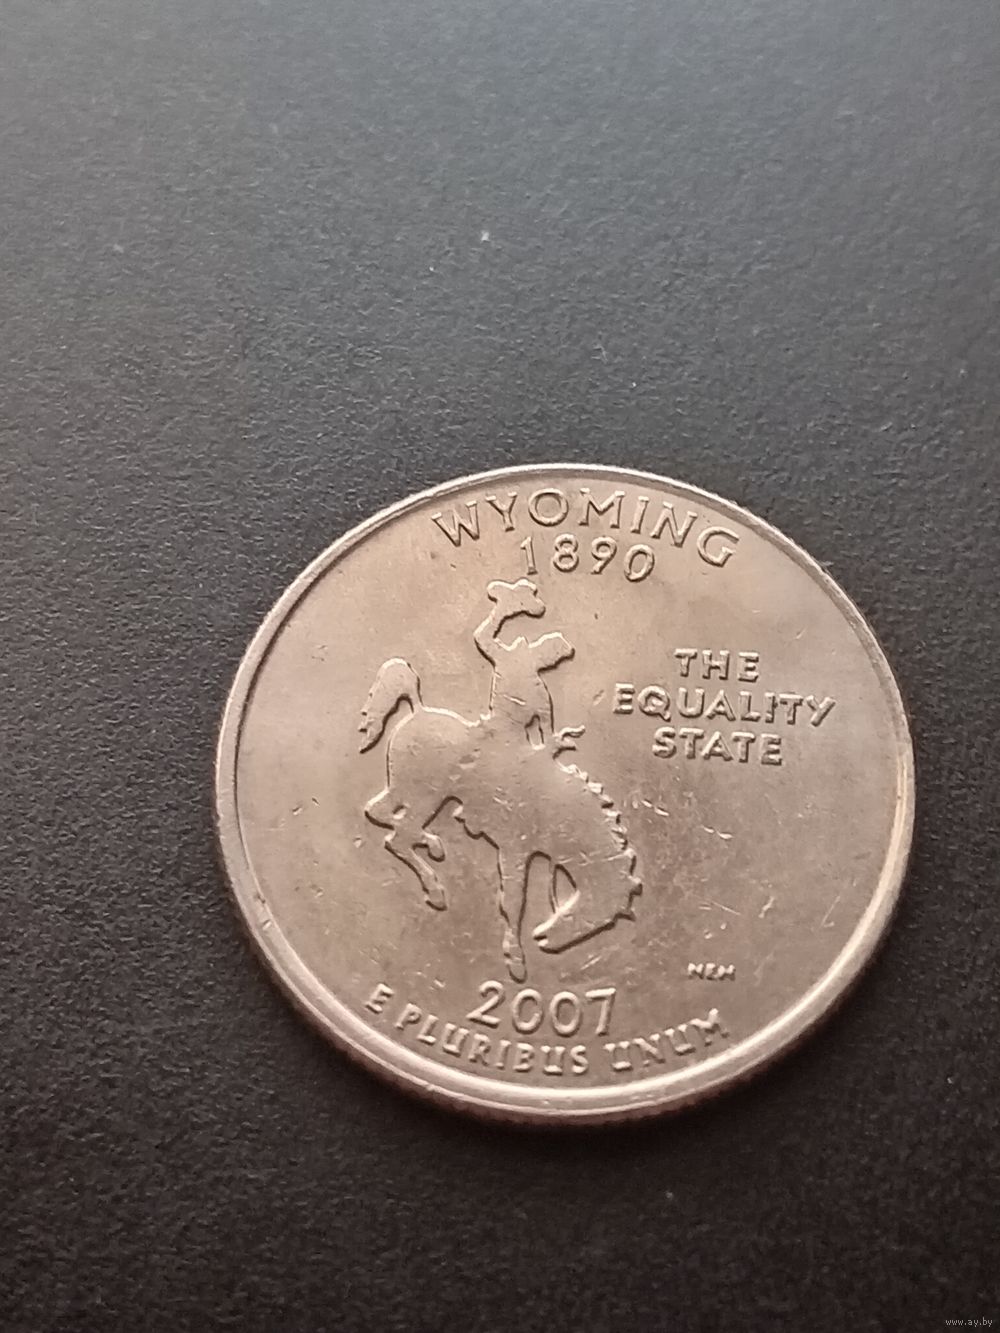 WYOMING
1890
THE
EQUALITY
STATE
NEM
2007
E PLURIBUS UNUM
www.ay.by